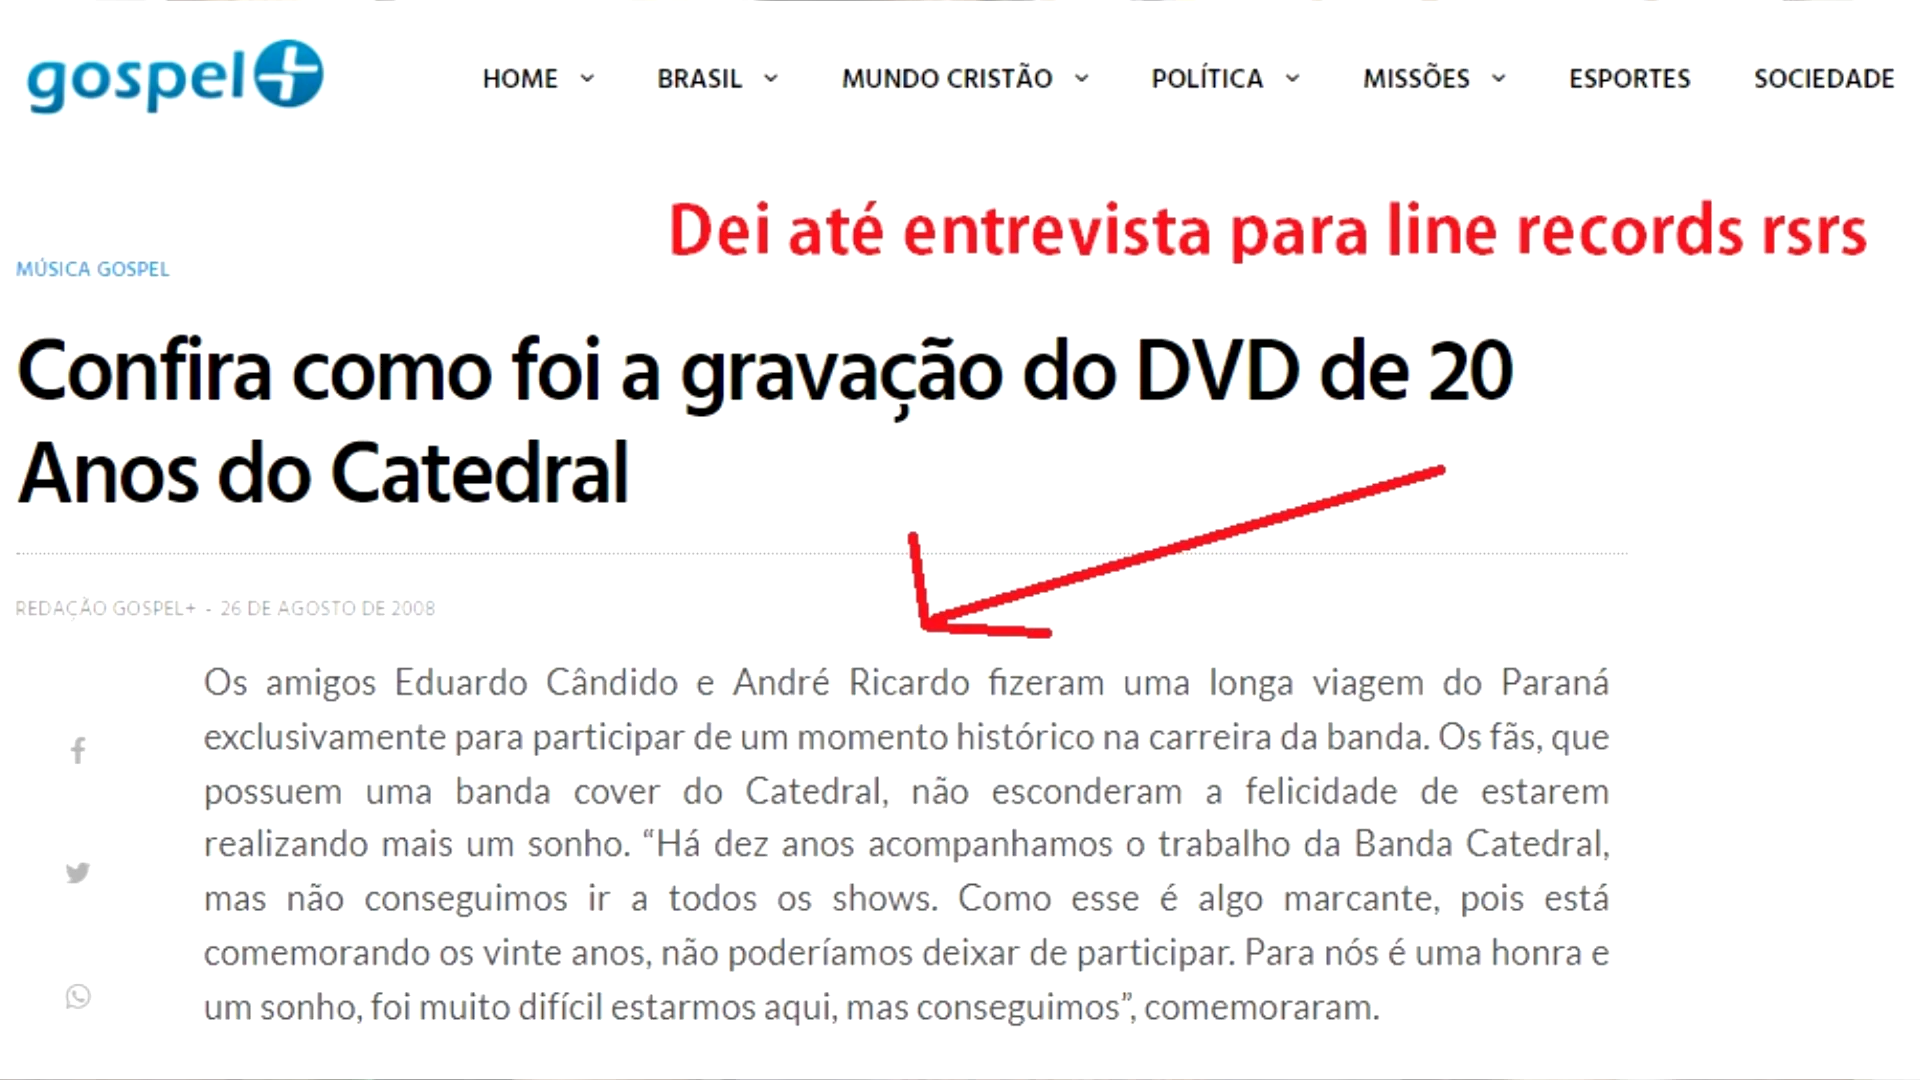 gospel+
HOME BRASIL MUNDO CRISTÃO POLÍTICA MISSÕES ESPORTES SOCIEDADE
Dei até entrevista para line records rsrs
MÚSICA GOSPEL
Confira como foi a gravação do DVD de 20
Anos do Catedral
REDAÇÃO GOSPEL+ - 26 DE AGOSTO DE 2008
Os amigos Eduardo Cândido e André Ricardo fizeram uma longa viagem do Paraná
exclusivamente para participar de um momento histórico na carreira da banda. Os fãs, que
possuem uma banda cover do Catedral, não esconderam a felicidade de estarem
realizando mais um sonho. “Há dez anos acompanhamos o trabalho da Banda Catedral,
mas não conseguimos ir a todos os shows. Como esse é algo marcante, pois está
comemorando os vinte anos, não poderíamos deixar de participar. Para nós é uma honra e
um sonho, foi muito difícil estarmos aqui, mas conseguimos”, comemoraram.